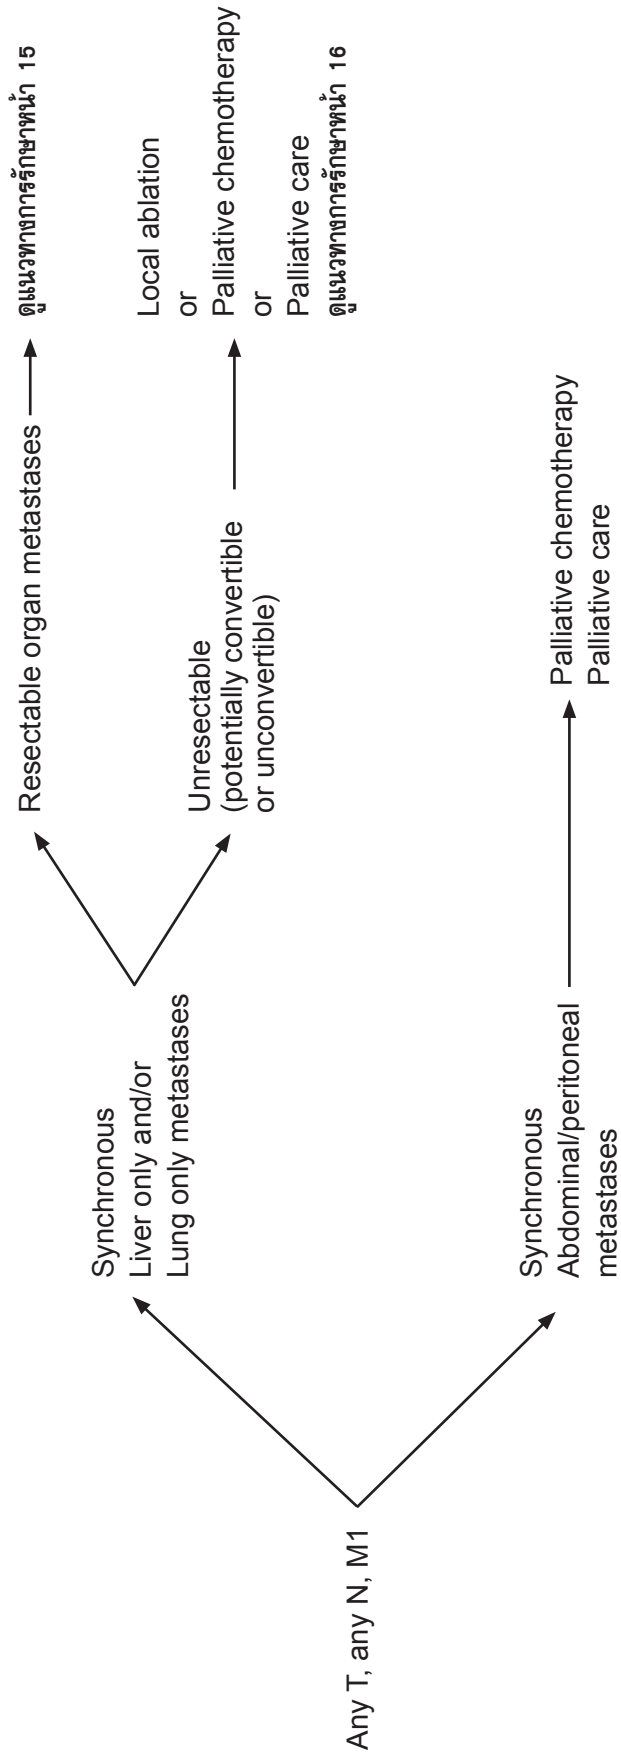 Any T, any N, M1
Synchronous
Liver only and/or
Lung only metastases
Resectable organ metastases
ดูแนวทางการรักษาหน้า 15
Unresectable
(potentially convertible
or unconvertible)
Local ablation
or
Palliative chemotherapy
or
Palliative care
ดูแนวทางการรักษาหน้า 16
Synchronous
Abdominal/peritoneal
metastases
Palliative chemotherapy
Palliative care